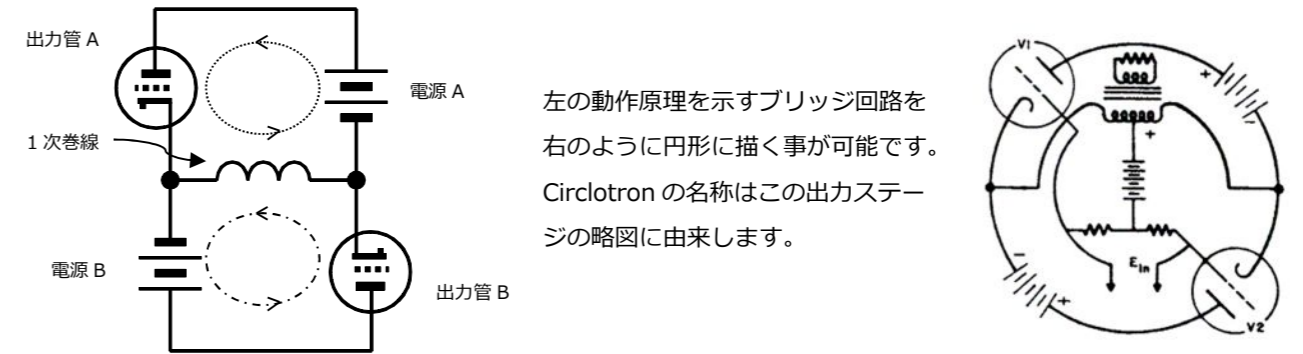 出力管 A
電源 A
1 次巻線
電源 B
出力管 B
左の動作原理を示すブリッジ回路を
右のように円形に描く事が可能です。
Circlotron の名称はこの出力ステー
ジの略図に由来します。
V1
+
-
+
Ein
-
+
V2